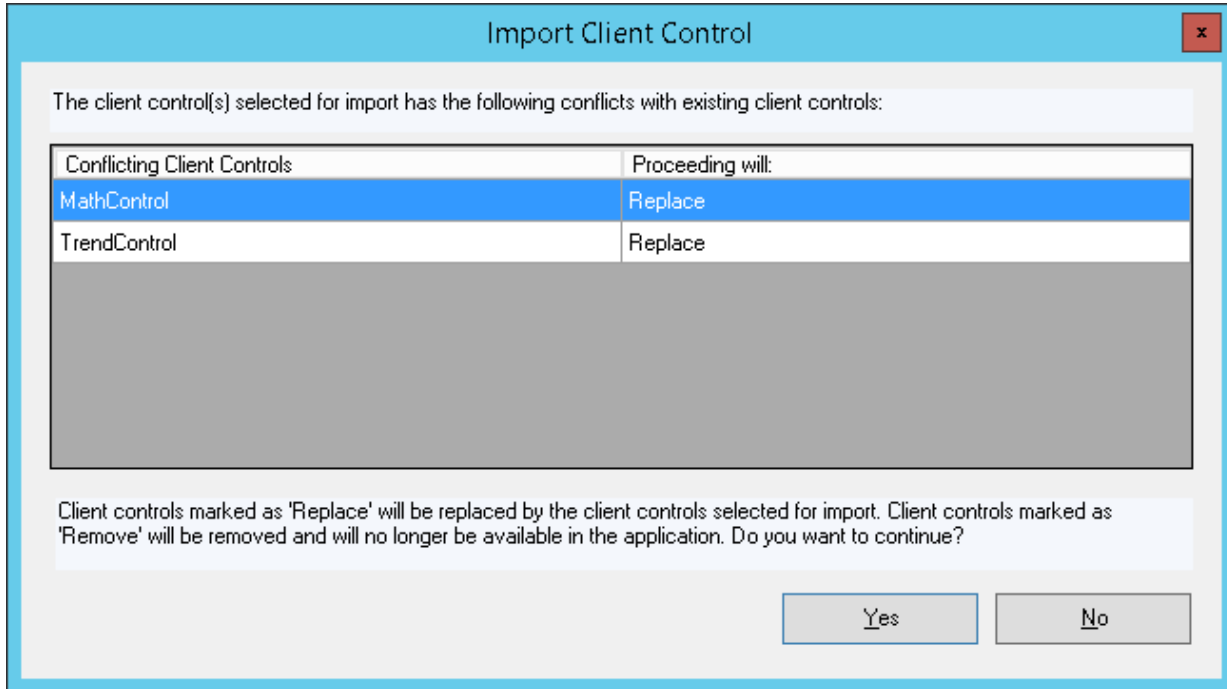 Import Client Control
x
The client control(s) selected for import has the following conflicts with existing client controls:
Conflicting Client Controls Proceeding will:
MathControl Replace
TrendControl Replace
Client controls marked as 'Replace' will be replaced by the client controls selected for import. Client controls marked as
'Remove' will be removed and will no longer be available in the application. Do you want to continue?
Yes No